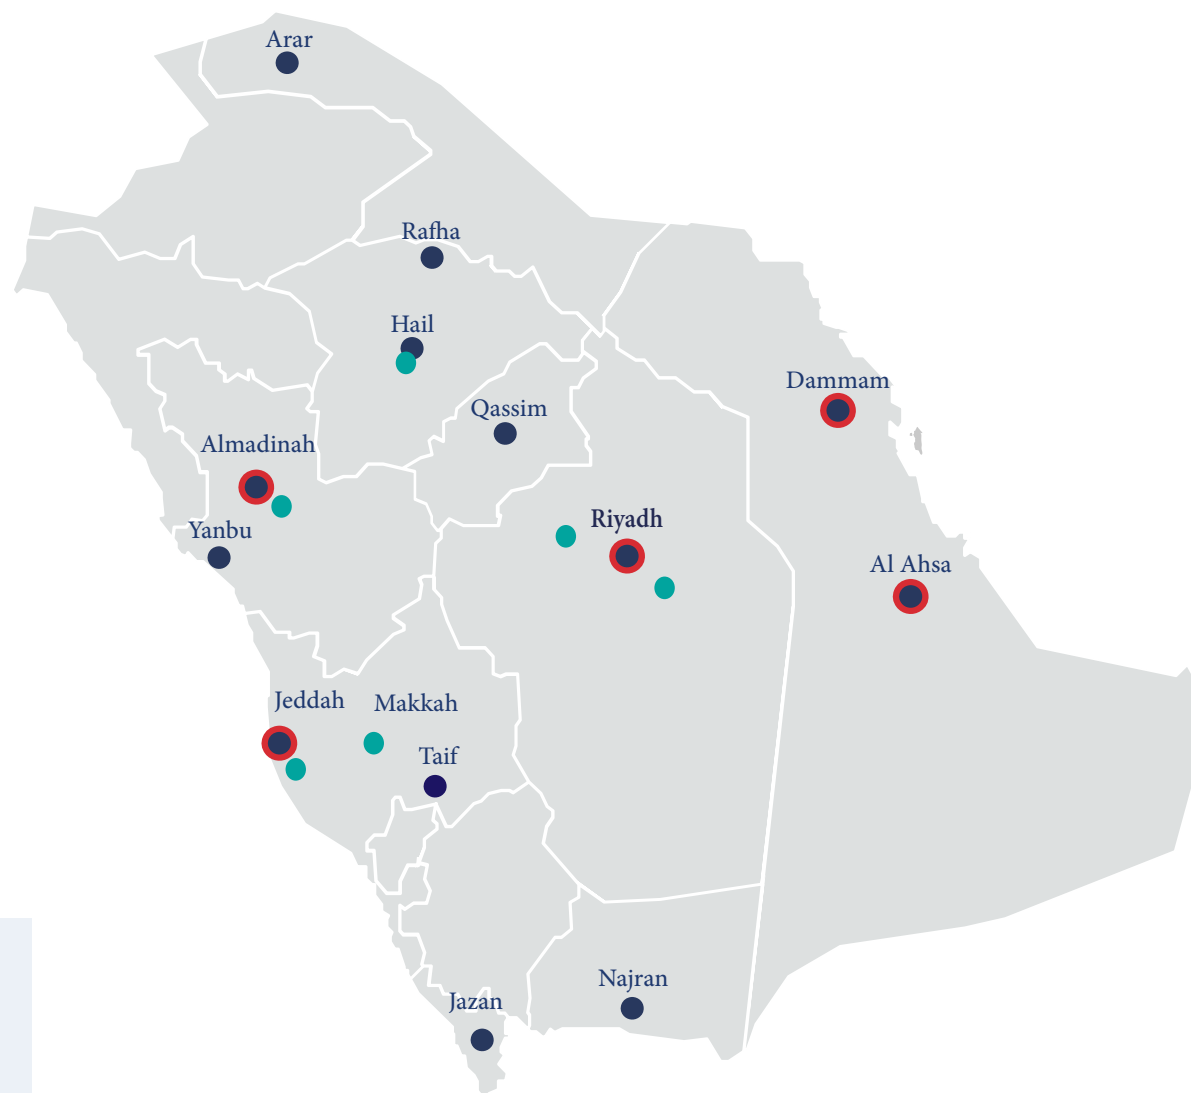 Arar
Rafha
Hail
Dammam
Qassim
Almadinah
Riyadh
Yanbu
Al Ahsa
Jeddah
Makkah
Taif
Najran
Jazan